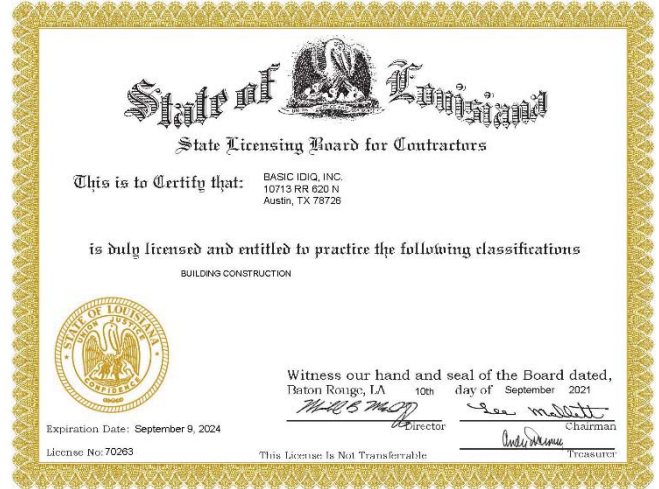 State of Louisiana
State Licensing Board for Contractors
This is to Certify that:
BASIC IDIQ, INC.
10713 RR 620 N
Austin, TX 78726
is duly licensed and entitled to practice the following classifications
BUILDING CONSTRUCTION
STATE OF LOUISIANA
UNION JUSTICE
CONFIDENCE
Witness our hand and seal of the Board dated,
Baton Rouge, LA 10th day of September 2021
Director
Lee Mallett
Chairman
Treasurer
Expiration Date: September 9, 2024
License No: 70263
This License Is Not Transferrable